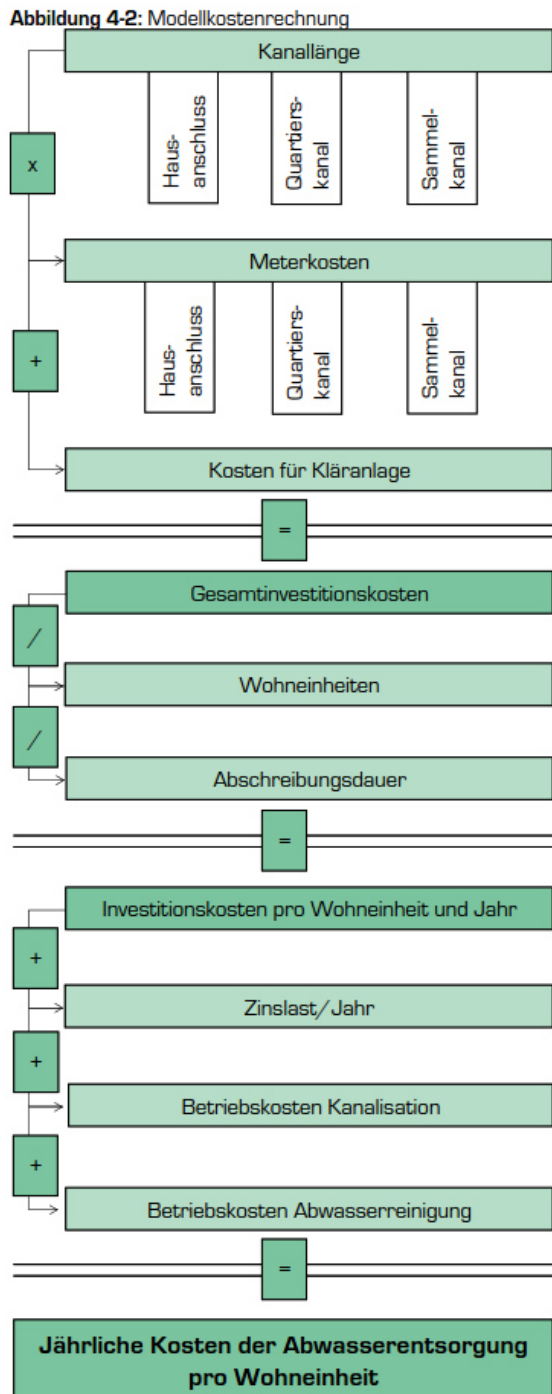 Abbildung 4-2: Modellkostenrechnung
Kanallänge
x
Haus-
anschluss
Quartiers-
kanal
Sammel-
kanal
Meterkosten
+
Haus-
anschluss
Quartiers-
kanal
Sammel-
kanal
Kosten für Kläranlage
=
Gesamtinvestitionskosten
/
Wohneinheiten
/
Abschreibungsdauer
=
Investitionskosten pro Wohneinheit und Jahr
+
Zinslast/Jahr
+
Betriebskosten Kanalisation
+
Betriebskosten Abwasserreinigung
=
Jährliche Kosten der Abwasserentsorgung
pro Wohneinheit